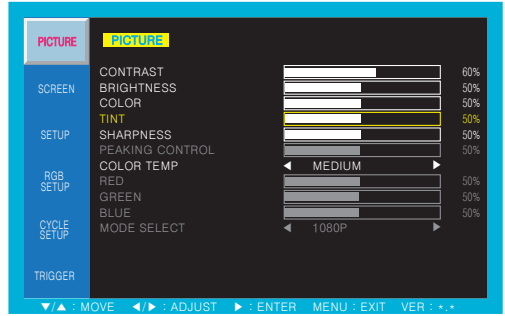 PICTURE
SCREEN
SETUP
RGB
SETUP
CYCLE
SETUP
TRIGGER
PICTURE
CONTRAST 60%
BRIGHTNESS 50%
COLOR 50%
TINT 50%
SHARPNESS 50%
PEAKING CONTROL 50%
COLOR TEMP ◀ MEDIUM ▶
RED 50%
GREEN 50%
BLUE 50%
MODE SELECT ◀ 1080P ▶
▼/▲ : MOVE ◀/▶ : ADJUST ▶ : ENTER MENU : EXIT VER : *.*